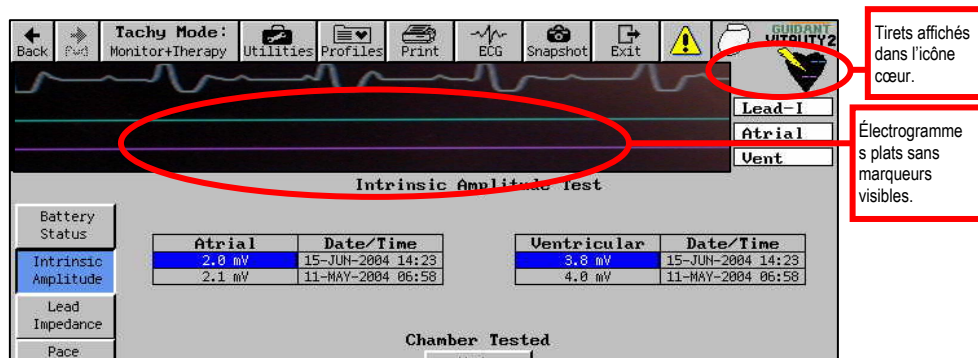 Back
Fwd
Tachy Mode:
Monitor+Therapy
Utilities
Profiles
Print
ECG
Snapshot
Exit
GUIDANT
VITALITY2
Tirets affichés
dans l'icône
cœur.
Lead-I
Atrial
Vent
Électrogramme
s plats sans
marqueurs
visibles.
Intrinsic Amplitude Test
Battery
Status
Intrinsic
Amplitude
Lead
Impedance
Pace
Atrial Date/Time
2.0 mV 15-JUN-2004 14:23
2.1 mV 11-MAY-2004 06:58
Ventricular Date/Time
3.8 mV 15-JUN-2004 14:23
4.0 mV 11-MAY-2004 06:58
Chamber Tested